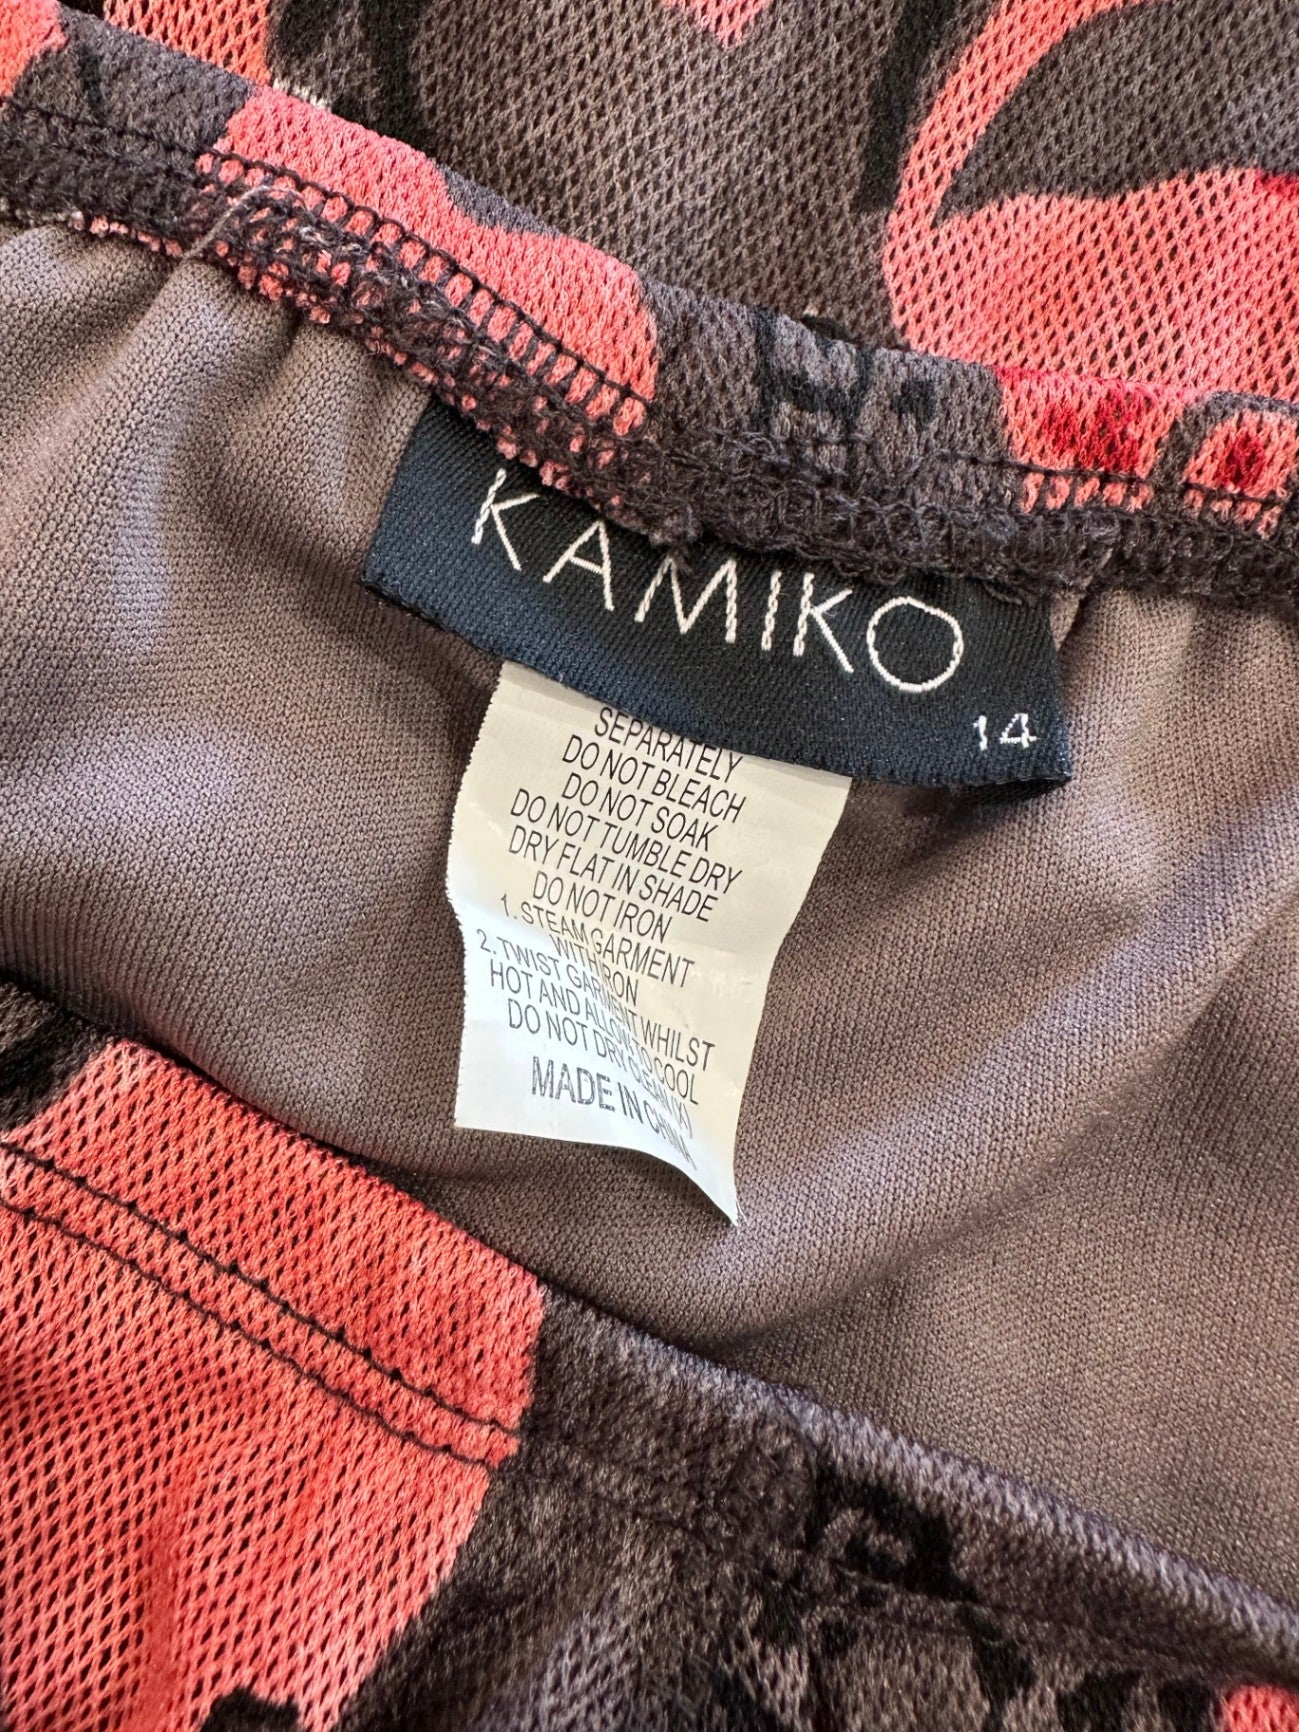 KAMIKO
14
SEPARATELY
DO NOT BLEACH
DO NOT SOAK
DO NOT TUMBLE DRY
DRY FLAT IN SHADE
DO NOT IRON
1. STEAM GARMENT
WITH IRON
2. TWIST GARMENT WHILST
HOT AND ALLOW TO COOL
DO NOT DRY CLEAN (X)
MADE IN CHINA